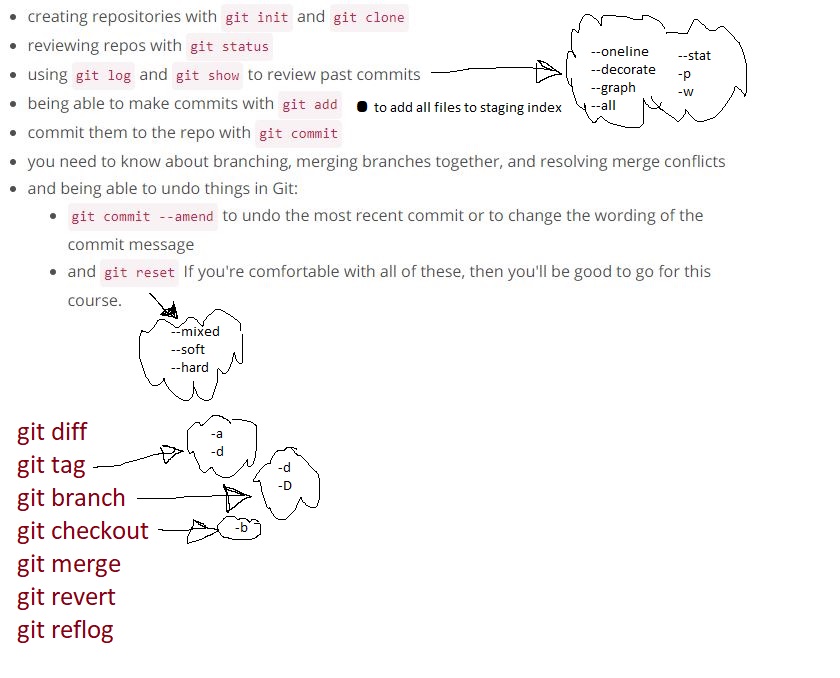 creating repositories with git init and git clone
reviewing repos with git status
using git log and git show to review past commits
--oneline
--decorate
--graph
--all
--stat
-p
-w
being able to make commits with git add ● to add all files to staging index
commit them to the repo with git commit
you need to know about branching, merging branches together, and resolving merge conflicts
and being able to undo things in Git:
git commit --amend to undo the most recent commit or to change the wording of the
commit message
and git reset If you're comfortable with all of these, then you'll be good to go for this
course.
--mixed
--soft
--hard
git diff
git tag
-a
-d
git branch
-d
-D
git checkout
-b
git merge
git revert
git reflog